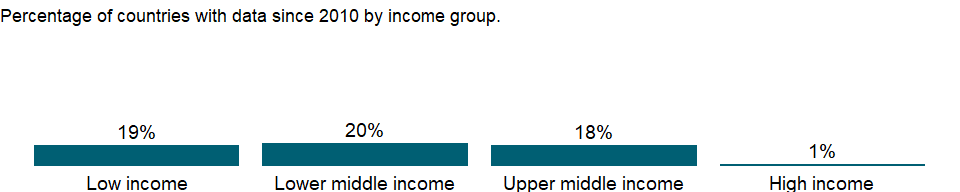 Percentage of countries with data since 2010 by income group.
19%
20%
18%
1%
Low income
Lower middle income
Upper middle income
High income